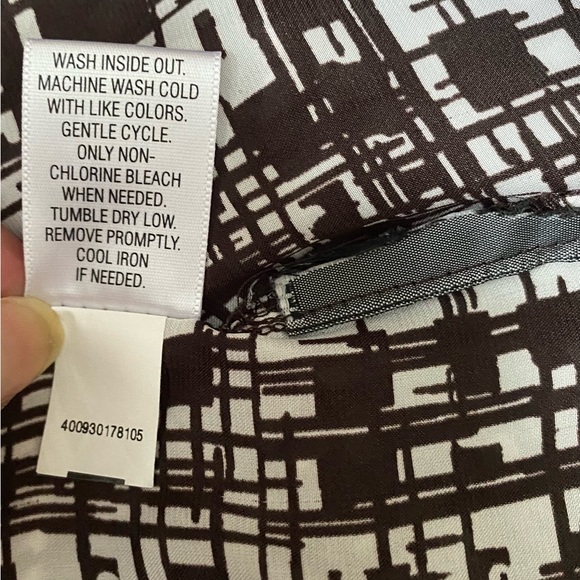 WASH INSIDE OUT.
MACHINE WASH COLD
WITH LIKE COLORS.
GENTLE CYCLE.
ONLY NON-
CHLORINE BLEACH
WHEN NEEDED.
TUMBLE DRY LOW.
REMOVE PROMPTLY.
COOL IRON
IF NEEDED.
400930178105